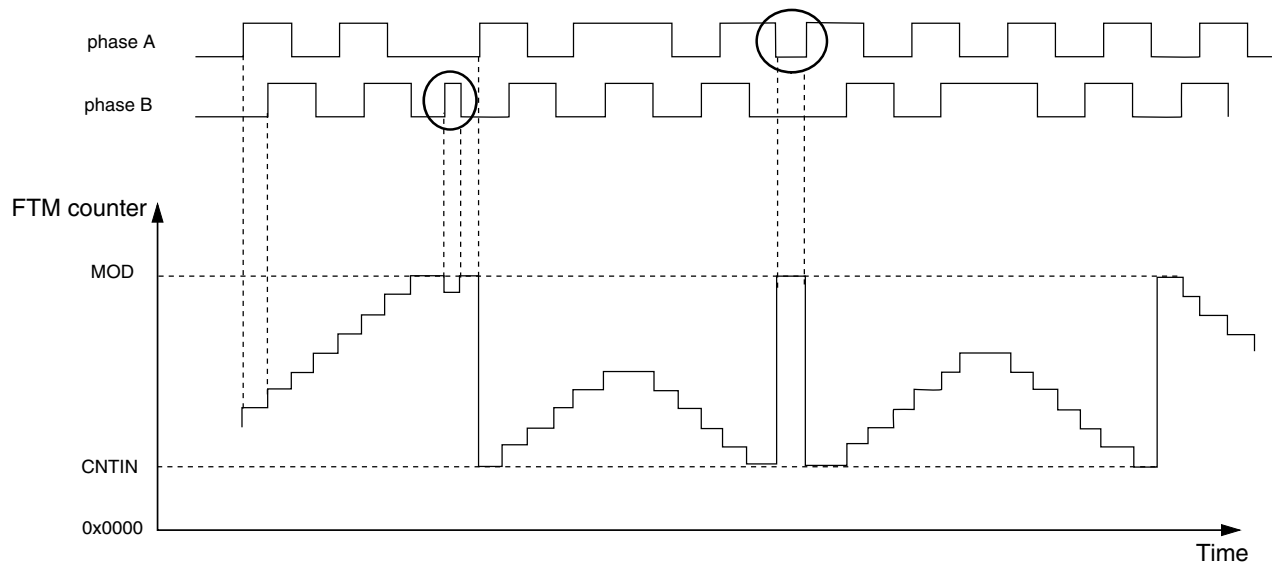 phase A
phase B
FTM counter
MOD
CNTIN
0x0000
Time